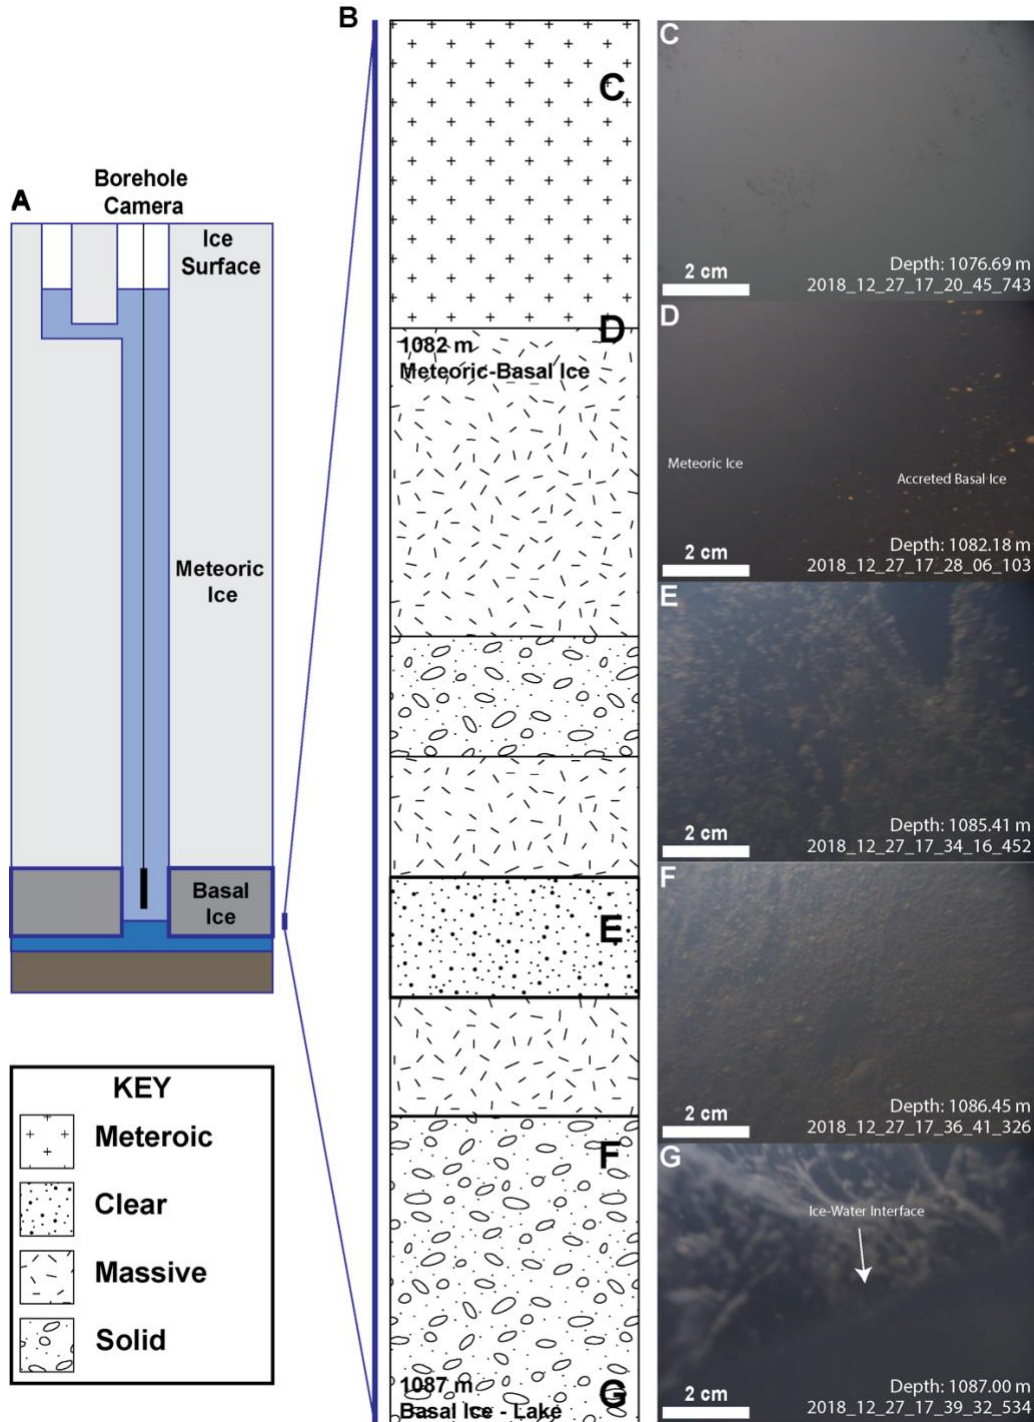 A
Borehole
Camera
Ice
Surface
Meteoric
Ice
Basal
Ice
KEY
Meteroic
Clear
Massive
Solid
B
C
D
1082 m
Meteoric-Basal Ice
E
F
1087 m
G
Basal Ice - Lake
C
2 cm
Depth: 1076.69 m
2018_12_27_17_20_45_743
D
Meteoric Ice
Accreted Basal Ice
2 cm
Depth: 1082.18 m
2018_12_27_17_28_06_103
E
2 cm
Depth: 1085.41 m
2018_12_27_17_34_16_452
F
2 cm
Depth: 1086.45 m
2018_12_27_17_36_41_326
G
Ice-Water Interface
2 cm
Depth: 1087.00 m
2018_12_27_17_39_32_534